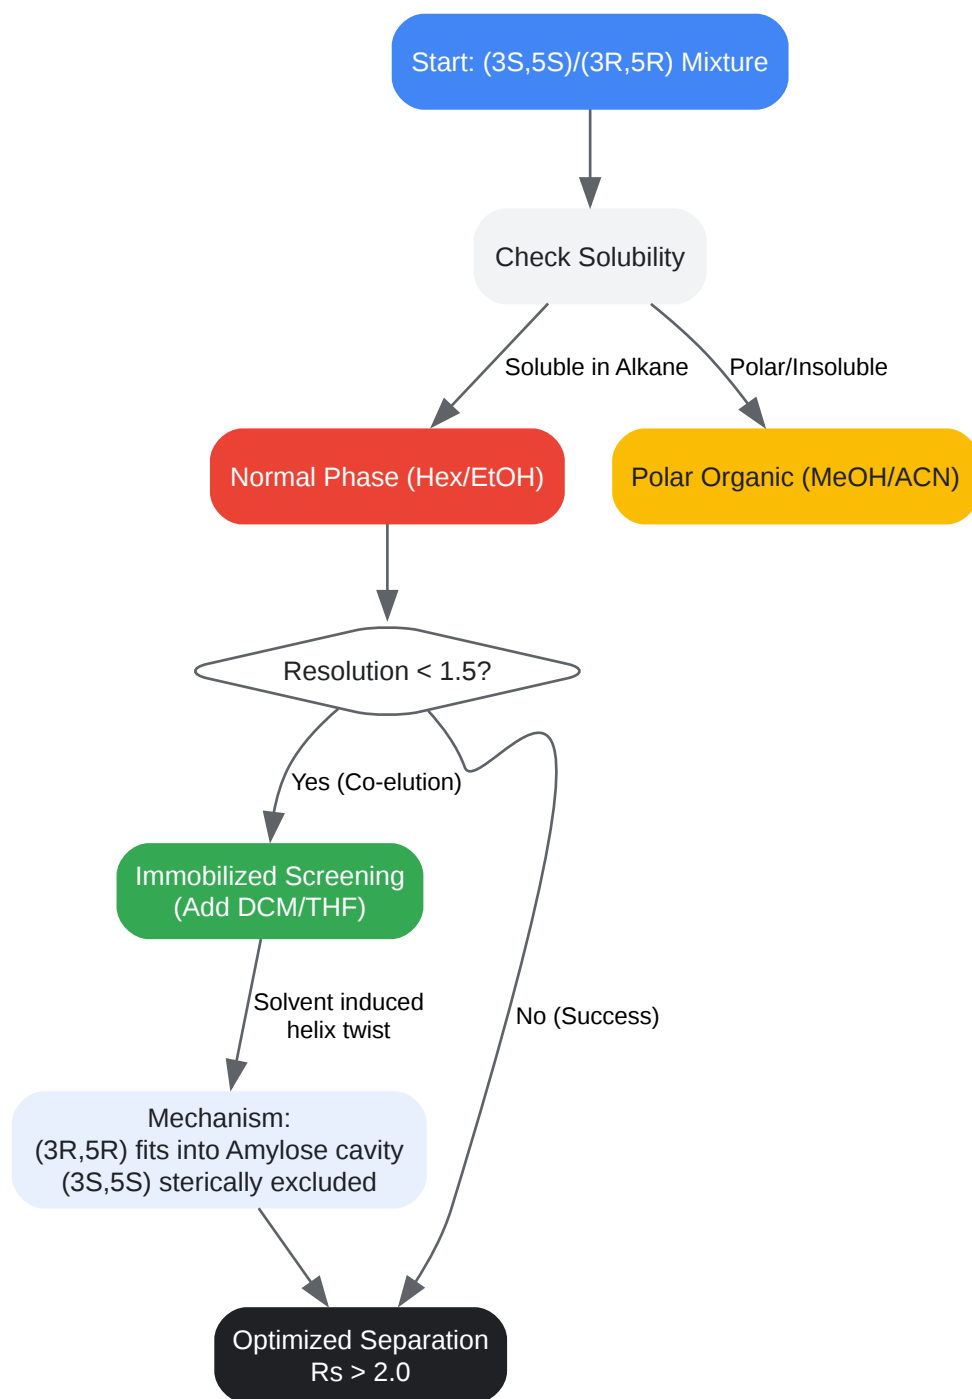 Start: (3S,5S)/(3R,5R) Mixture
Check Solubility
Soluble in Alkane
Polar/Insoluble
Normal Phase (Hex/EtOH)
Polar Organic (MeOH/ACN)
Resolution < 1.5?
Yes (Co-elution)
Immobilized Screening
(Add DCM/THF)
Solvent induced
helix twist
No (Success)
Mechanism:
(3R,5R) fits into Amylose cavity
(3S,5S) sterically excluded
Optimized Separation
Rs > 2.0